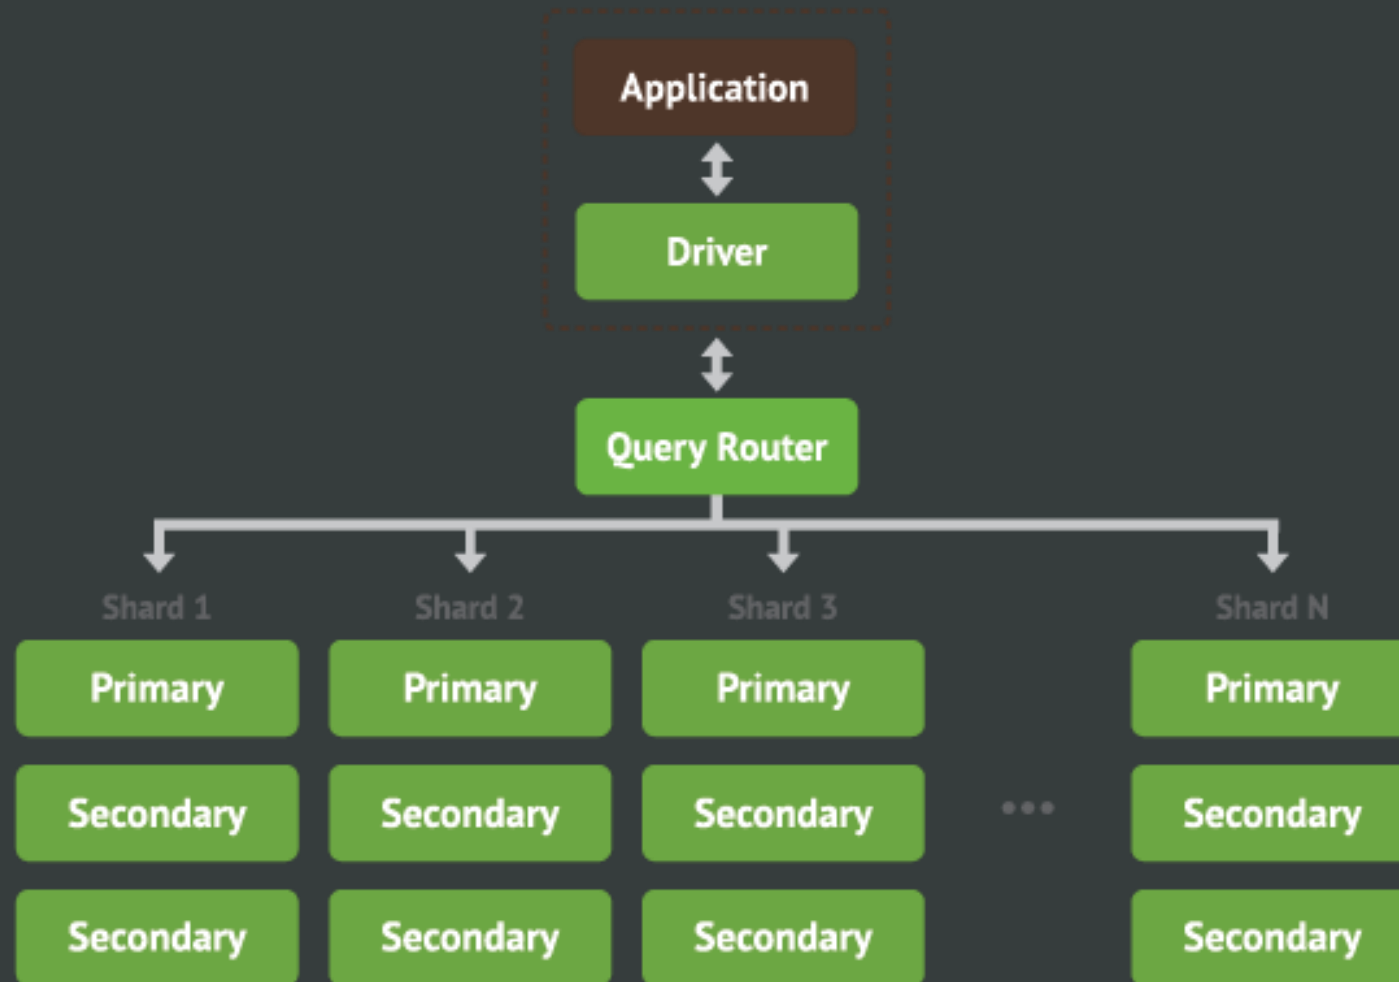 Application
Driver
Query Router
Shard 1 Shard 2 Shard 3 Shard N
Primary Primary Primary Primary
Secondary Secondary Secondary ... Secondary
Secondary Secondary Secondary Secondary